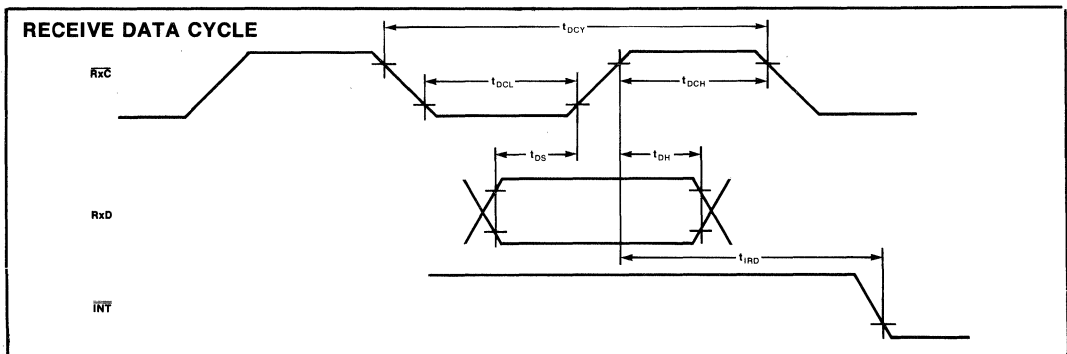 RECEIVE DATA CYCLE
tDCY
RxC
tDCL
tDCH
tDS
tDH
RxD
tIRD
INT